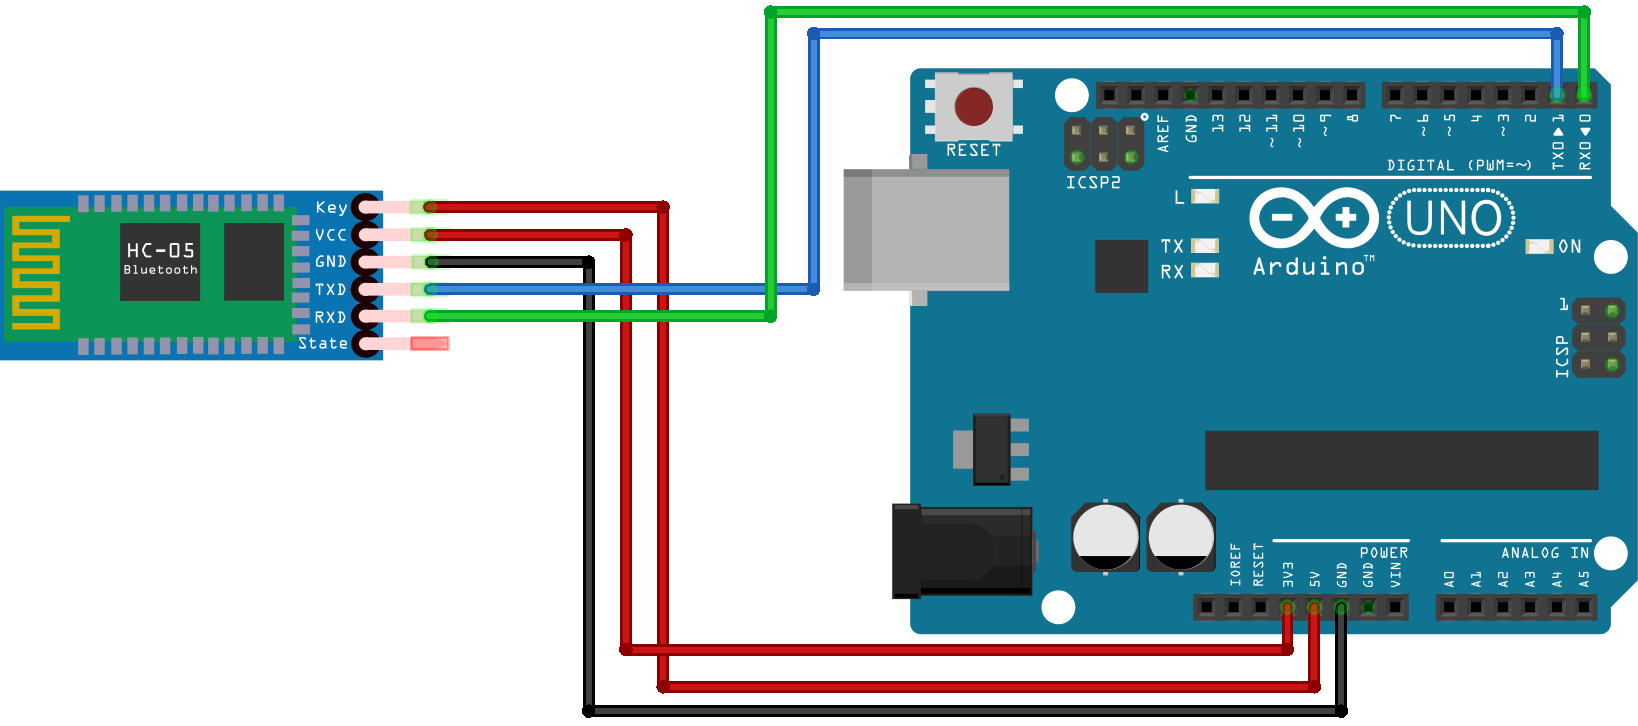 HC-05
Bluetooth
Key
VCC
GND
TXD
RXD
State
RESET
ICSP2
AREF
GND
13
12
~11
~10
~9
8
7
~6
~5
4
~3
2
TX0▶1
RX0◀0
DIGITAL (PWM=~)
L
TX
RX
Arduino™
UNO
ON
1
ICSP
IOREF
RESET
3V3
5V
GND
GND
VIN
POWER
ANALOG IN
A0
A1
A2
A3
A4
A5